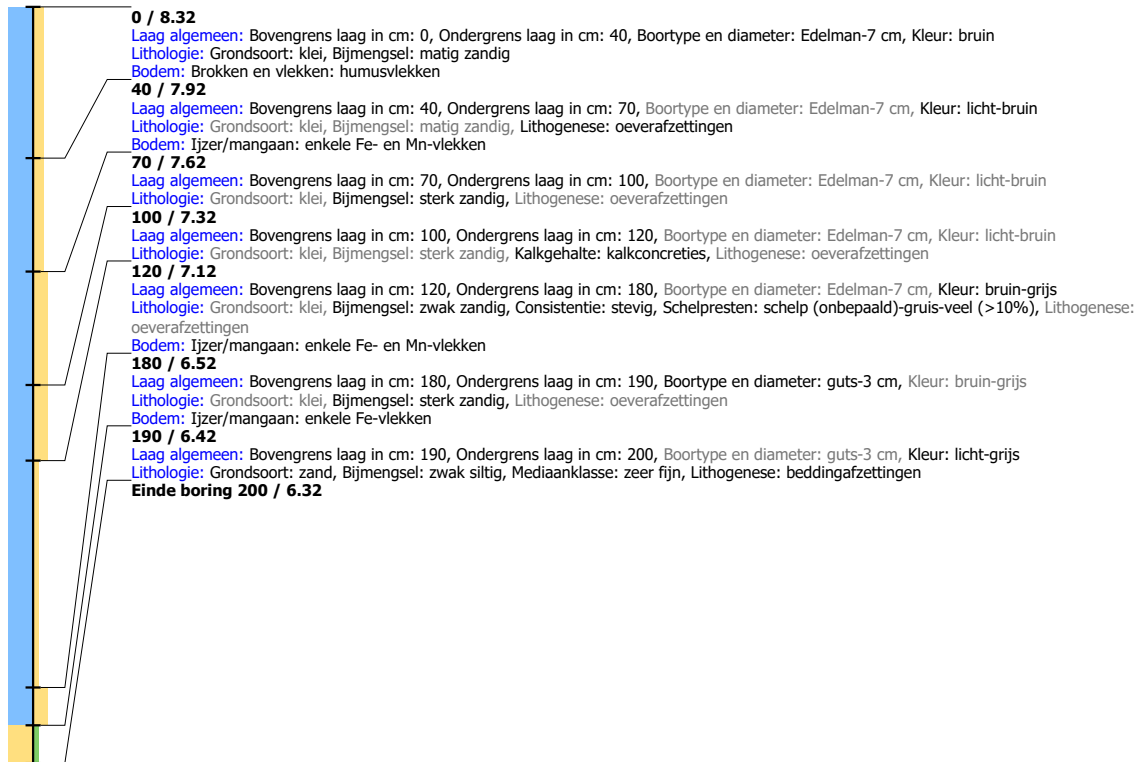 0 / 8.32
Laag algemeen: Bovengrens laag in cm: 0, Ondergrens laag in cm: 40, Boortype en diameter: Edelman-7 cm, Kleur: bruin
Lithologie: Grondsoort: klei, Bijmengsel: matig zandig
Bodem: Brokken en vlekken: humusvlekken
40 / 7.92
Laag algemeen: Bovengrens laag in cm: 40, Ondergrens laag in cm: 70, Boortype en diameter: Edelman-7 cm, Kleur: licht-bruin
Lithologie: Grondsoort: klei, Bijmengsel: matig zandig, Lithogenese: oeverafzettingen
Bodem: Ijzer/mangaan: enkele Fe- en Mn-vlekken
70 / 7.62
Laag algemeen: Bovengrens laag in cm: 70, Ondergrens laag in cm: 100, Boortype en diameter: Edelman-7 cm, Kleur: licht-bruin
Lithologie: Grondsoort: klei, Bijmengsel: sterk zandig, Lithogenese: oeverafzettingen
100 / 7.32
Laag algemeen: Bovengrens laag in cm: 100, Ondergrens laag in cm: 120, Boortype en diameter: Edelman-7 cm, Kleur: licht-bruin
Lithologie: Grondsoort: klei, Bijmengsel: sterk zandig, Kalkgehalte: kalkconcreties, Lithogenese: oeverafzettingen
120 / 7.12
Laag algemeen: Bovengrens laag in cm: 120, Ondergrens laag in cm: 180, Boortype en diameter: Edelman-7 cm, Kleur: bruin-grijs
Lithologie: Grondsoort: klei, Bijmengsel: zwak zandig, Consistentie: stevig, Schelpresten: schelp (onbepaald)-gruis-veel (>10%), Lithogenese:
oeverafzettingen
Bodem: Ijzer/mangaan: enkele Fe- en Mn-vlekken
180 / 6.52
Laag algemeen: Bovengrens laag in cm: 180, Ondergrens laag in cm: 190, Boortype en diameter: guts-3 cm, Kleur: bruin-grijs
Lithologie: Grondsoort: klei, Bijmengsel: sterk zandig, Lithogenese: oeverafzettingen
Bodem: Ijzer/mangaan: enkele Fe-vlekken
190 / 6.42
Laag algemeen: Bovengrens laag in cm: 190, Ondergrens laag in cm: 200, Boortype en diameter: guts-3 cm, Kleur: licht-grijs
Lithologie: Grondsoort: zand, Bijmengsel: zwak siltig, Mediaanklasse: zeer fijn, Lithogenese: beddingafzettingen
Einde boring 200 / 6.32